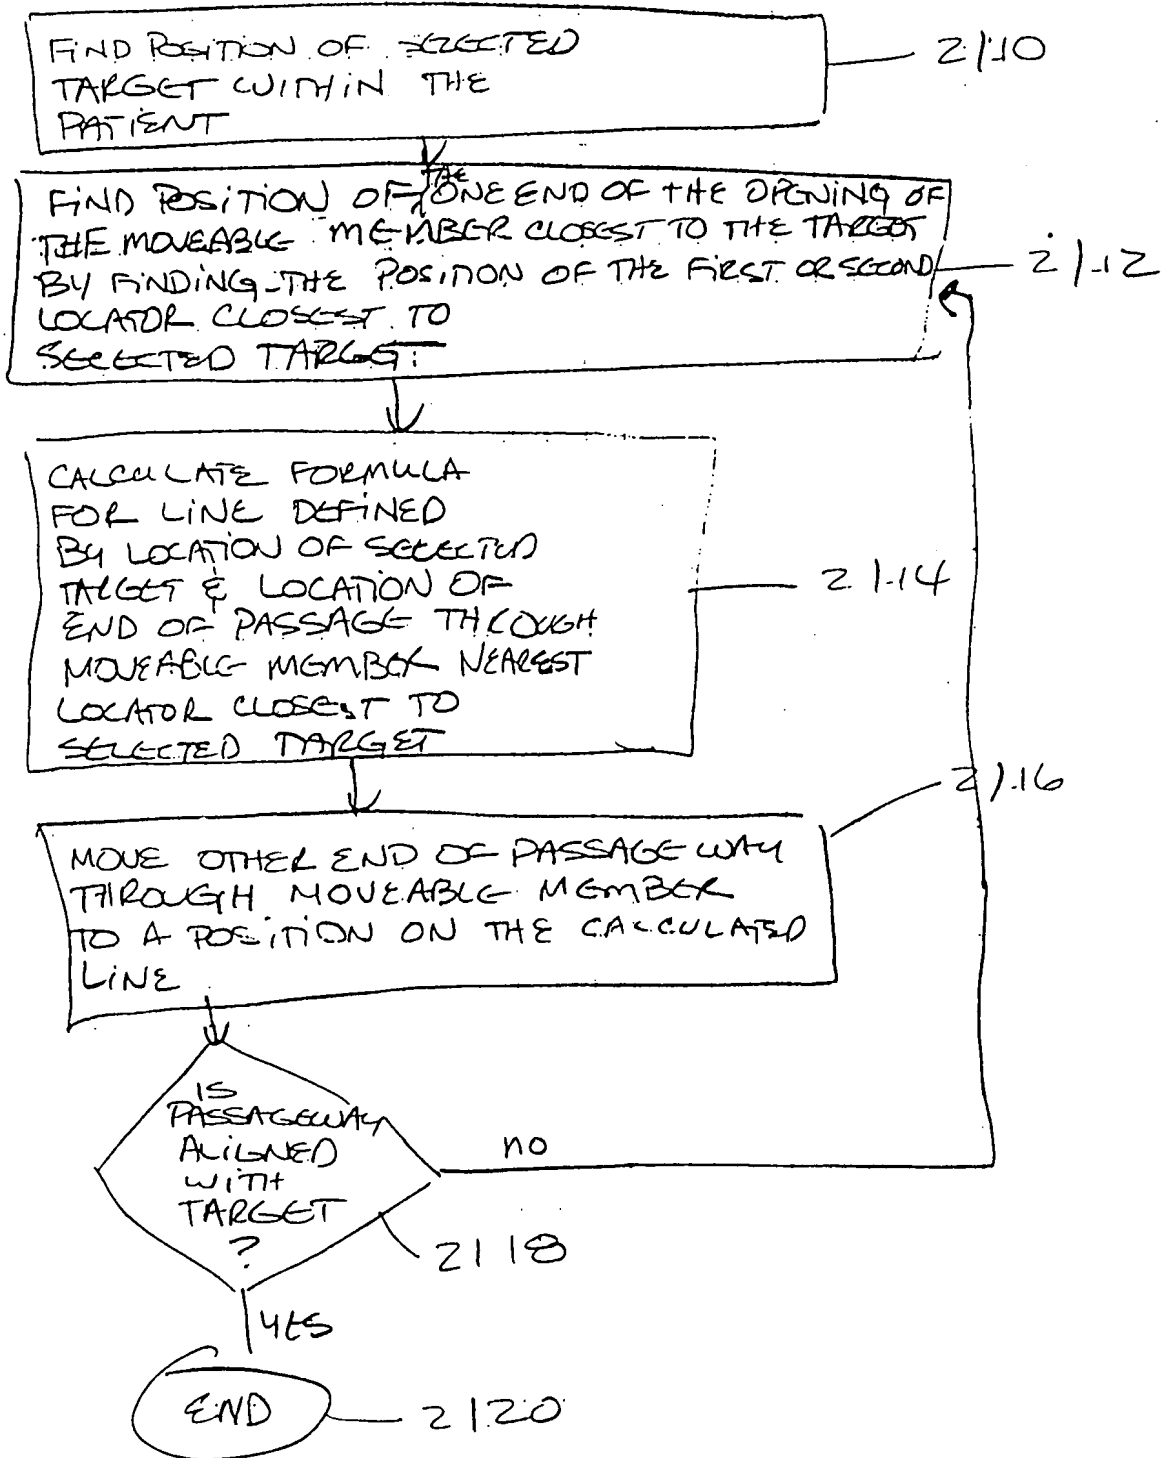 FIND POSITION OF SELECTED
TARGET WITHIN THE
PATIENT
2110
FIND POSITION OF THE ONE END OF THE OPENING OF
THE MOVEABLE MEMBER CLOSEST TO THE TARGET
BY FINDING THE POSITION OF THE FIRST OR SECOND
LOCATOR CLOSEST TO
SELECTED TARGET.
2112
CALCULATE FORMULA
FOR LINE DEFINED
BY LOCATION OF SELECTED
TARGET & LOCATION OF
END OF PASSAGE THROUGH
MOVEABLE MEMBER NEAREST
LOCATOR CLOSEST TO
SELECTED TARGET
2114
MOVE OTHER END OF PASSAGEWAY
THROUGH MOVEABLE MEMBER
TO A POSITION ON THE CALCULATED
LINE
2116
IS
PASSAGEWAY
ALIGNED
WITH
TARGET
?
no
2118
YES
END
2120